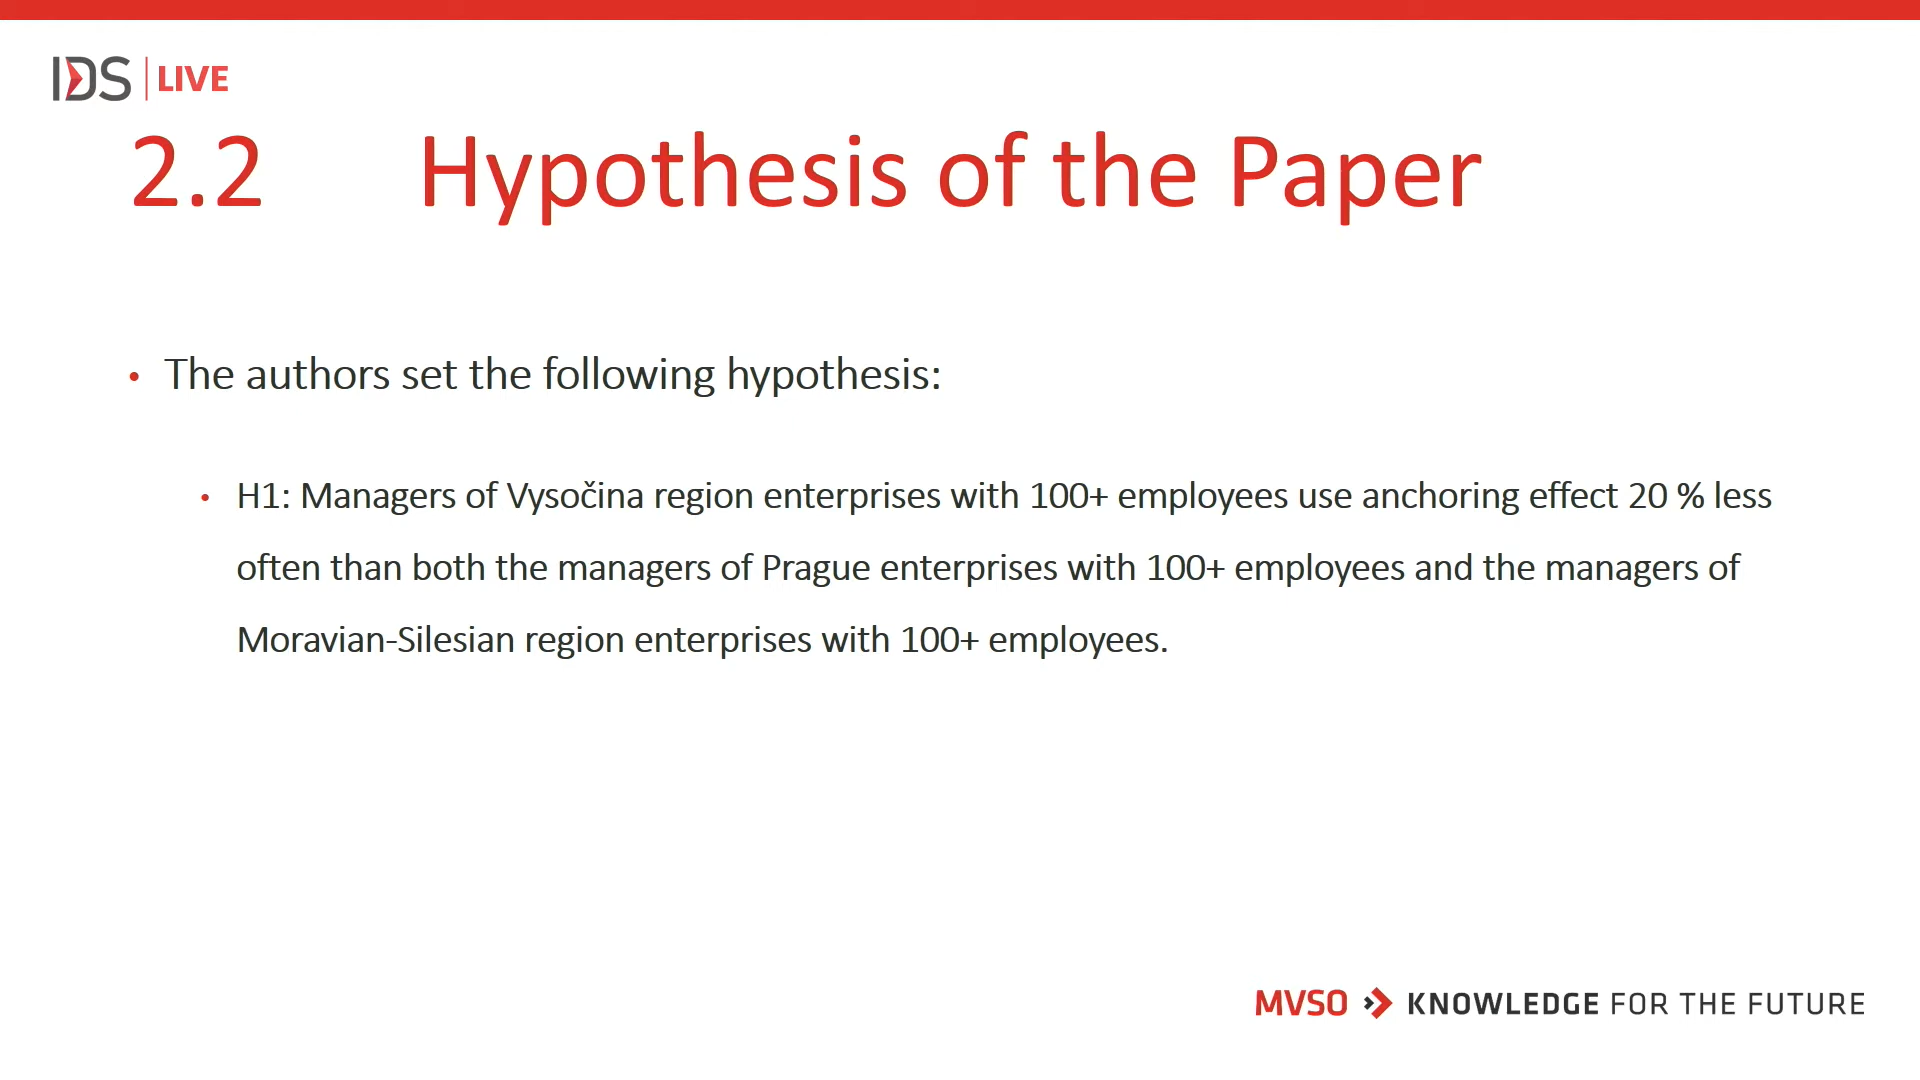 IDS | LIVE
2.2 Hypothesis of the Paper
• The authors set the following hypothesis:
• H1: Managers of Vysočina region enterprises with 100+ employees use anchoring effect 20 % less
often than both the managers of Prague enterprises with 100+ employees and the managers of
Moravian-Silesian region enterprises with 100+ employees.
MVSO KNOWLEDGE FOR THE FUTURE